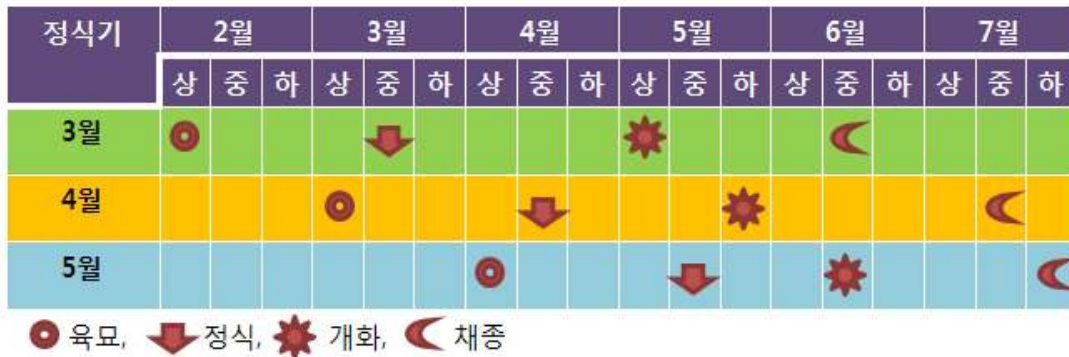 정식기 2월 3월 4월 5월 6월 7월
상 중 하 상 중 하 상 중 하 상 중 하 상 중 하 상 중 하
3월
4월
5월
육묘, 정식, 개화, 채종